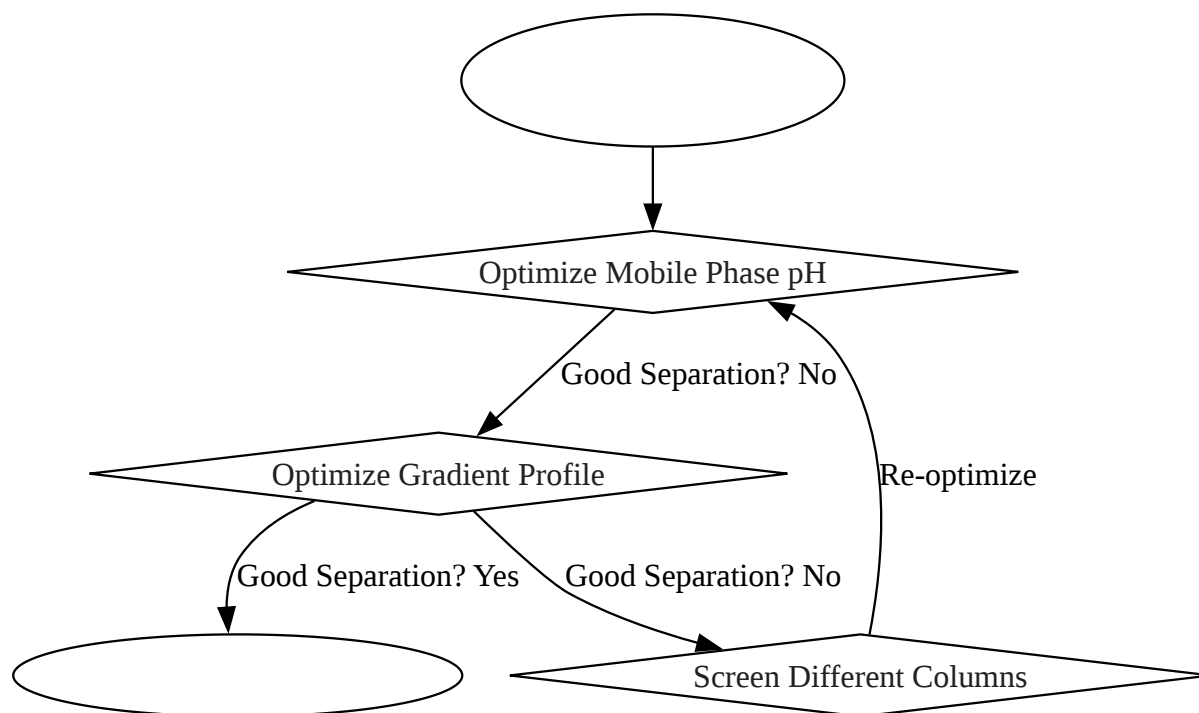 Optimize Mobile Phase pH
Good Separation? No
Optimize Gradient Profile
Re-optimize
Good Separation? Yes
Good Separation? No
Screen Different Columns